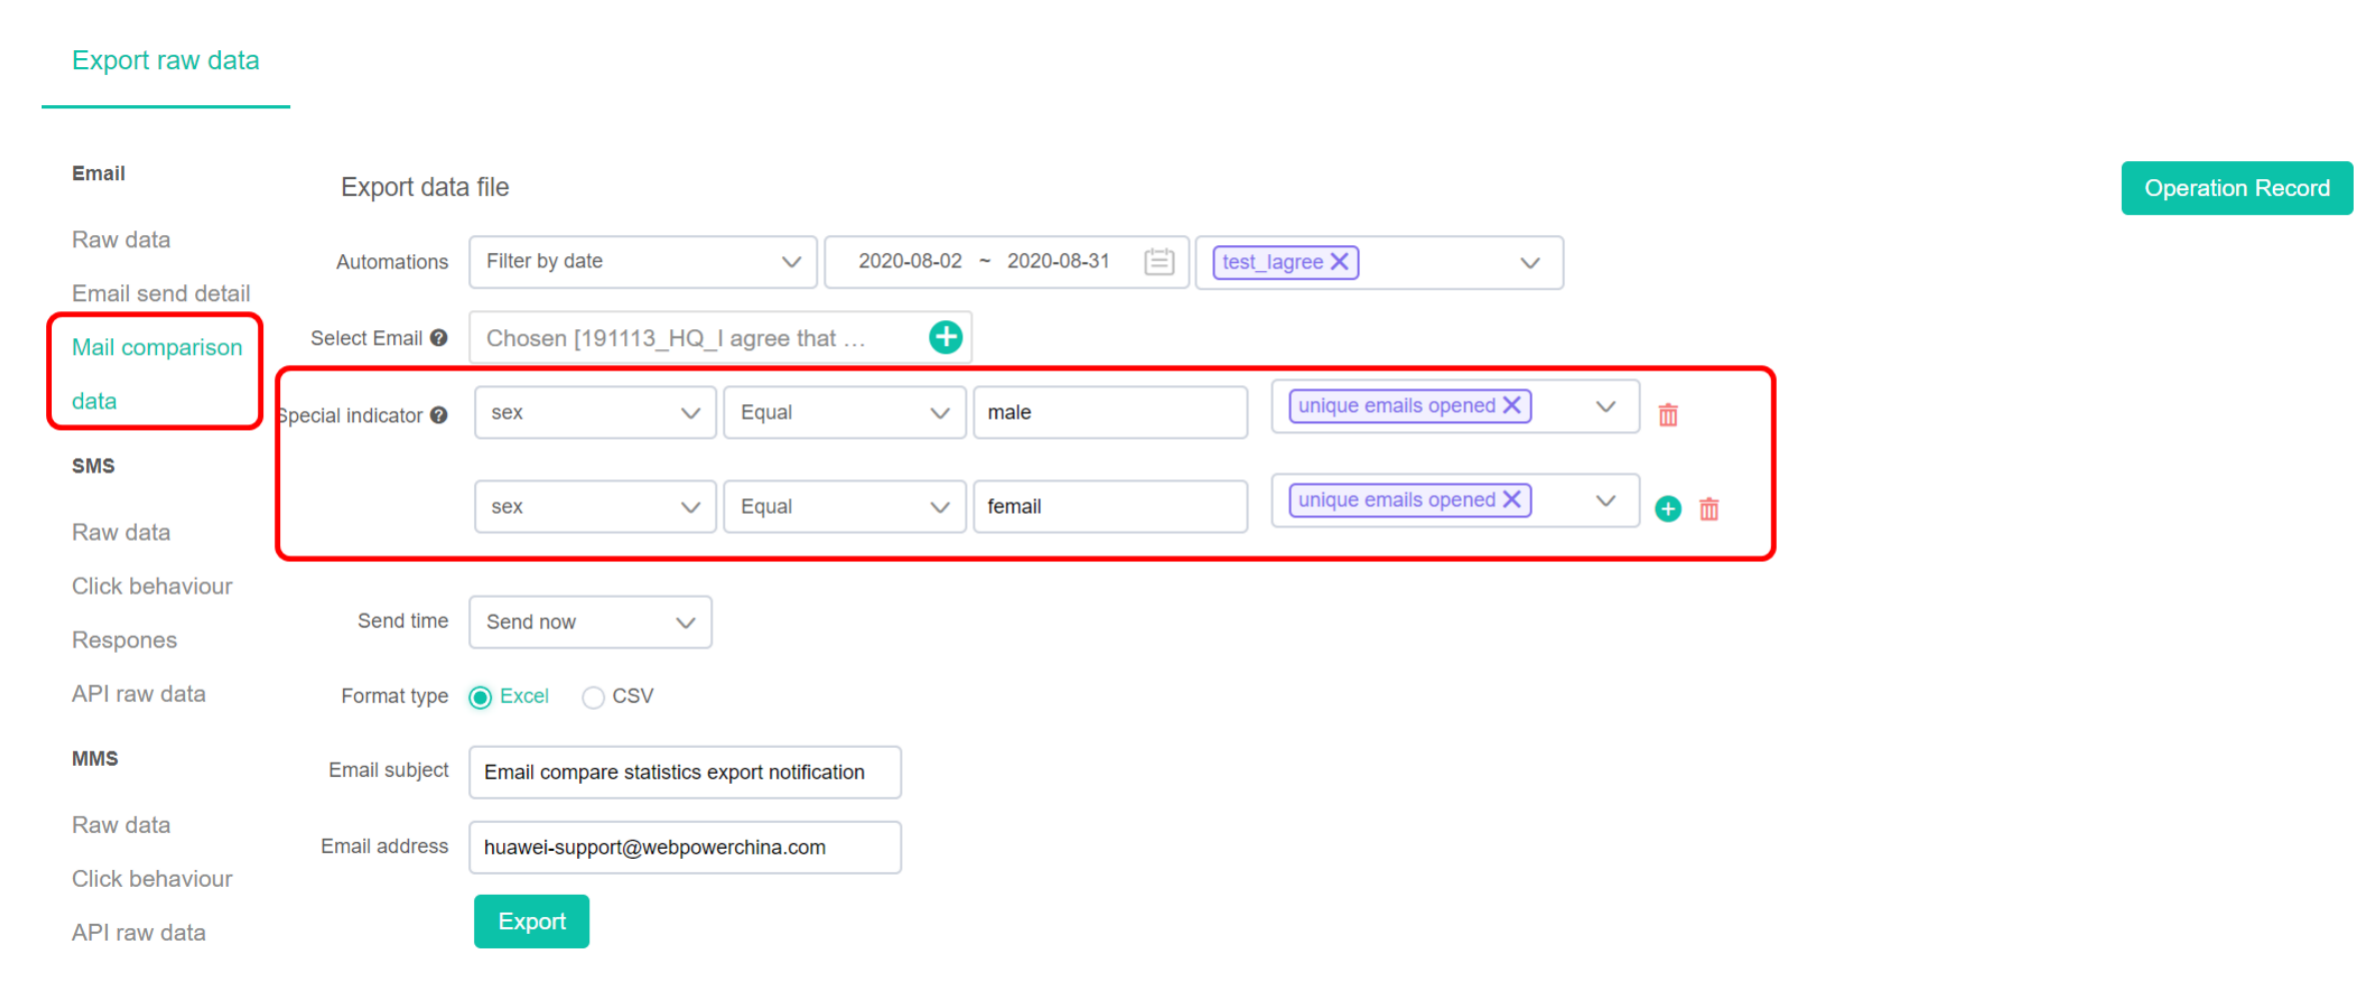 Export raw data
Email
Export data file
Operation Record
Raw data
Automations
Filter by date
2020-08-02 ~ 2020-08-31
test_Iagree
Email send detail
Select Email
Chosen [191113_HQ_I agree that ...
Mail comparison
data
Special indicator
sex
Equal
male
unique emails opened
SMS
sex
Equal
femail
unique emails opened
Raw data
Click behaviour
Send time
Send now
Respones
API raw data
Format type
Excel
CSV
MMS
Email subject
Email compare statistics export notification
Raw data
Email address
huawei-support@webpowerchina.com
Click behaviour
Export
API raw data